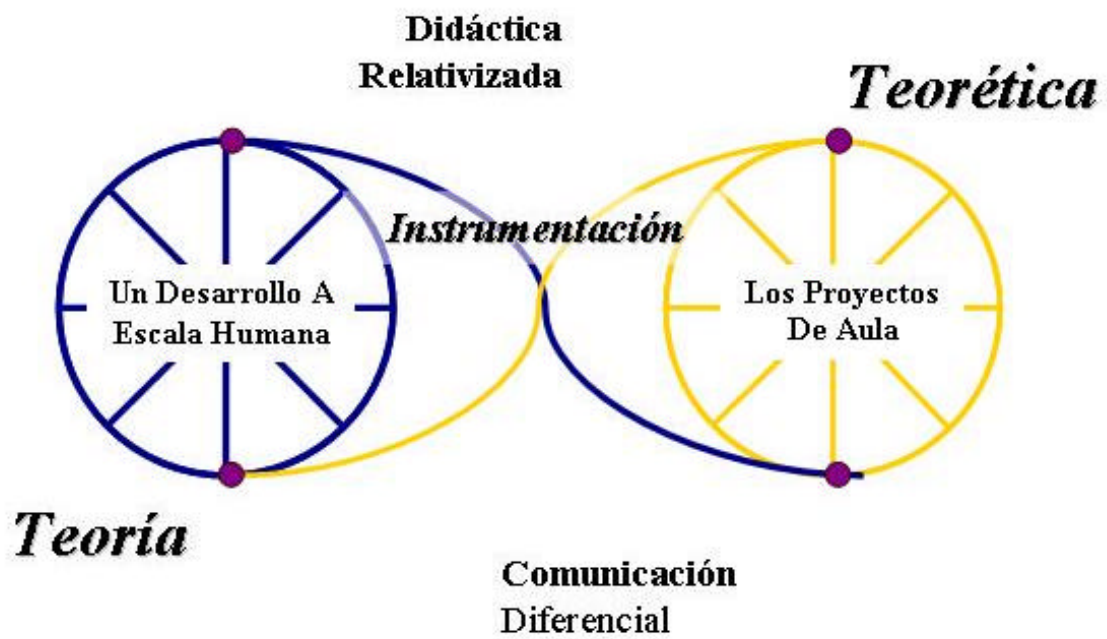 Didáctica
Relativizada
Teorética
Instrumentación
Un Desarrollo A
Escala Humana
Los Proyectos
De Aula
Teoría
Comunicación
Diferencial